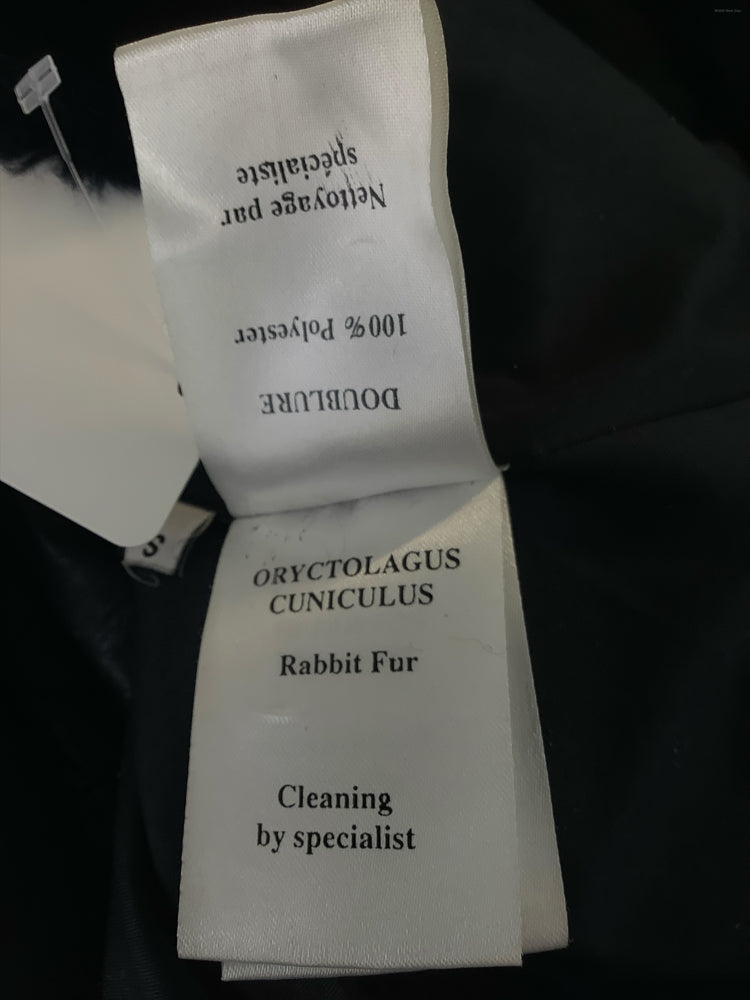 DOUBLURE
100% Polyester
Nettoyage par
spécialiste
S
ORYCTOLAGUS
CUNICULUS
Rabbit Fur
Cleaning
by specialist